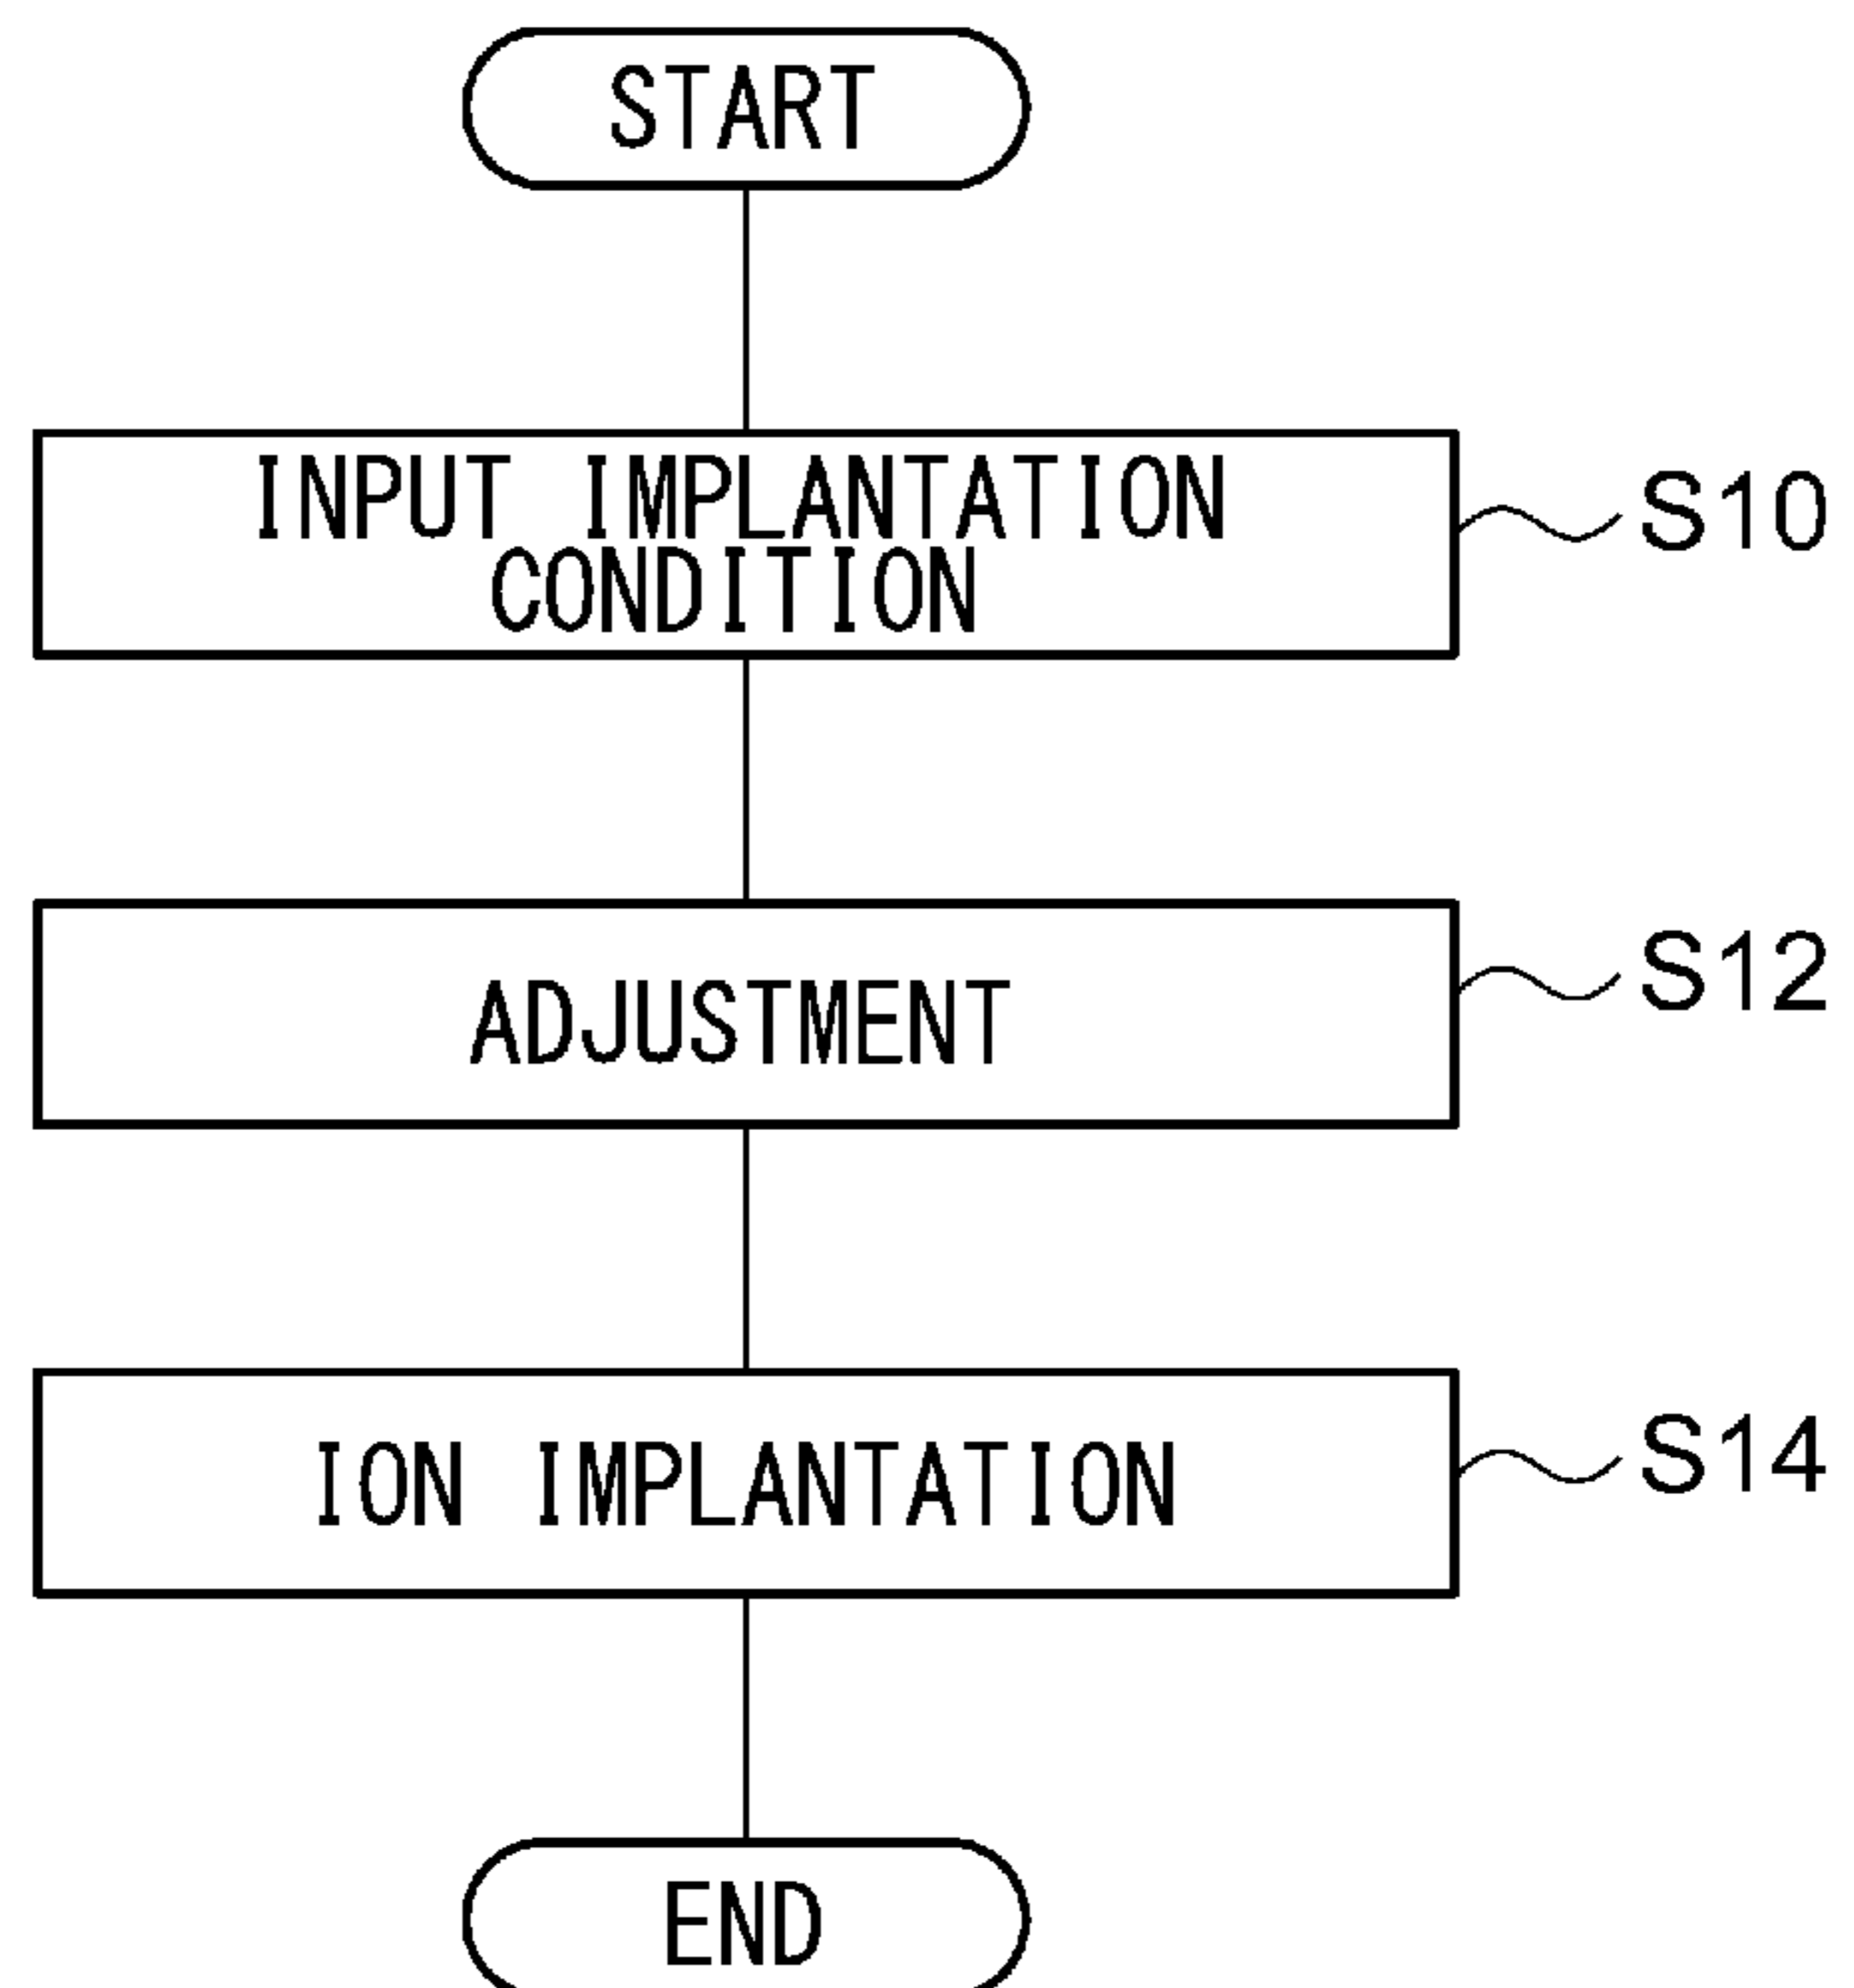 START
INPUT IMPLANTATION
CONDITION
S10
ADJUSTMENT
S12
ION IMPLANTATION
S14
END